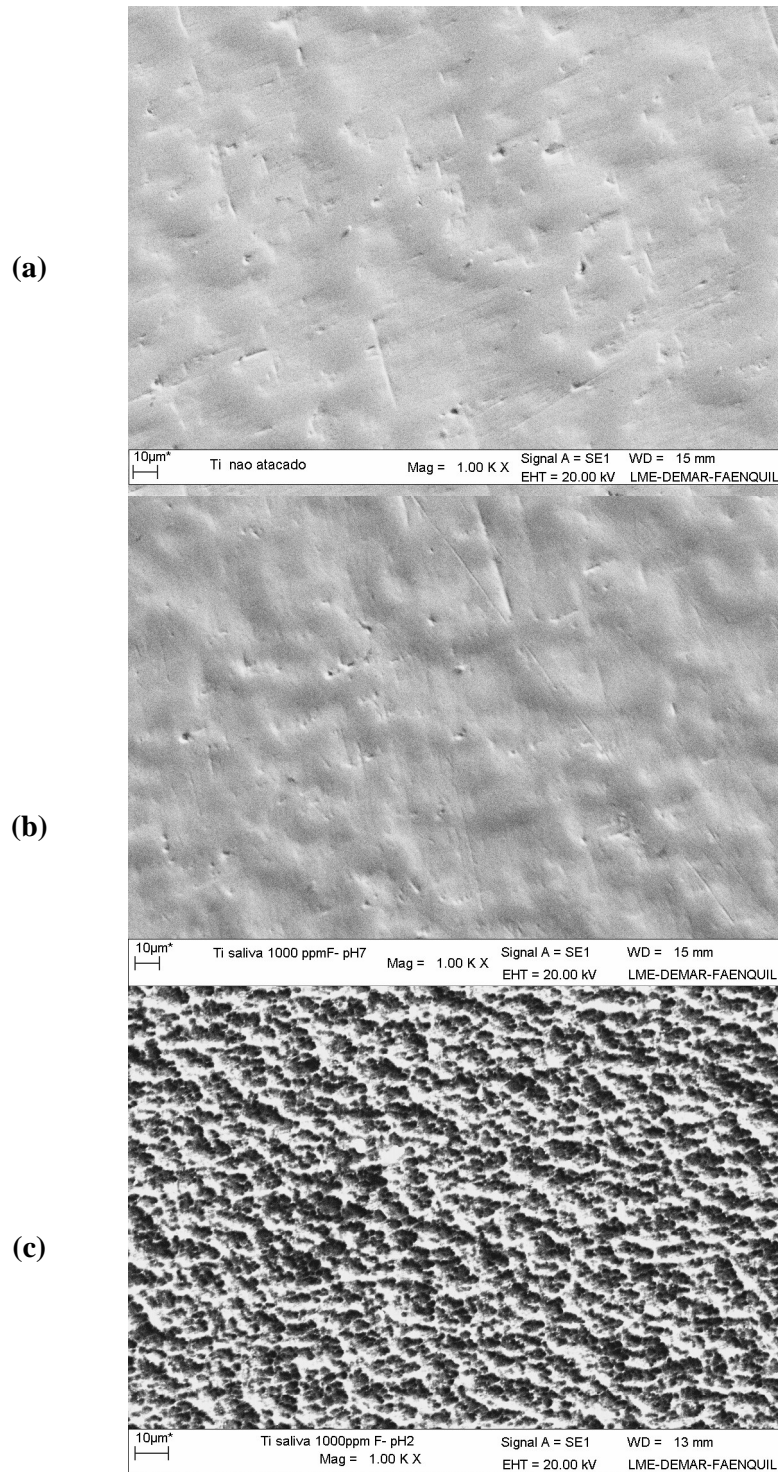 (a)
10µm*
Ti nao atacado
Mag = 1.00 K X
Signal A = SE1
WD = 15 mm
EHT = 20.00 kV
LME-DEMAR-FAENQUIL
(b)
10µm*
Ti saliva 1000 ppmF- pH7
Mag = 1.00 K X
Signal A = SE1
WD = 15 mm
EHT = 20.00 kV
LME-DEMAR-FAENQUIL
(c)
10µm*
Ti saliva 1000ppm F- pH2
Mag = 1.00 K X
Signal A = SE1
WD = 13 mm
EHT = 20.00 kV
LME-DEMAR-FAENQUIL